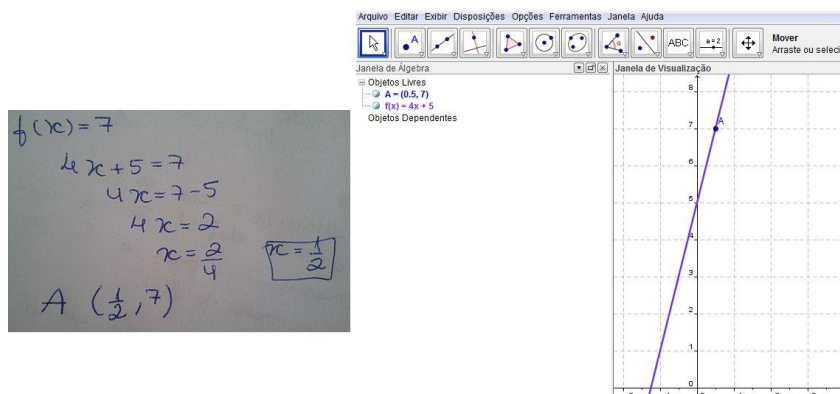 f(x) = 7
4x + 5 = 7
4x = 7 - 5
4x = 2
x = 2/4
x = 1/2
A (1/2, 7)
Arquivo Editar Exibir Disposições Opções Ferramentas Janela Ajuda
A
ABC
a = 2
Mover
Arraste ou seleci
Janela de Álgebra
Objetos Livres
A = (0.5, 7)
f(x) = 4x + 5
Objetos Dependentes
Janela de Visualização
8
7
A
6
5
4
3
2
1
0